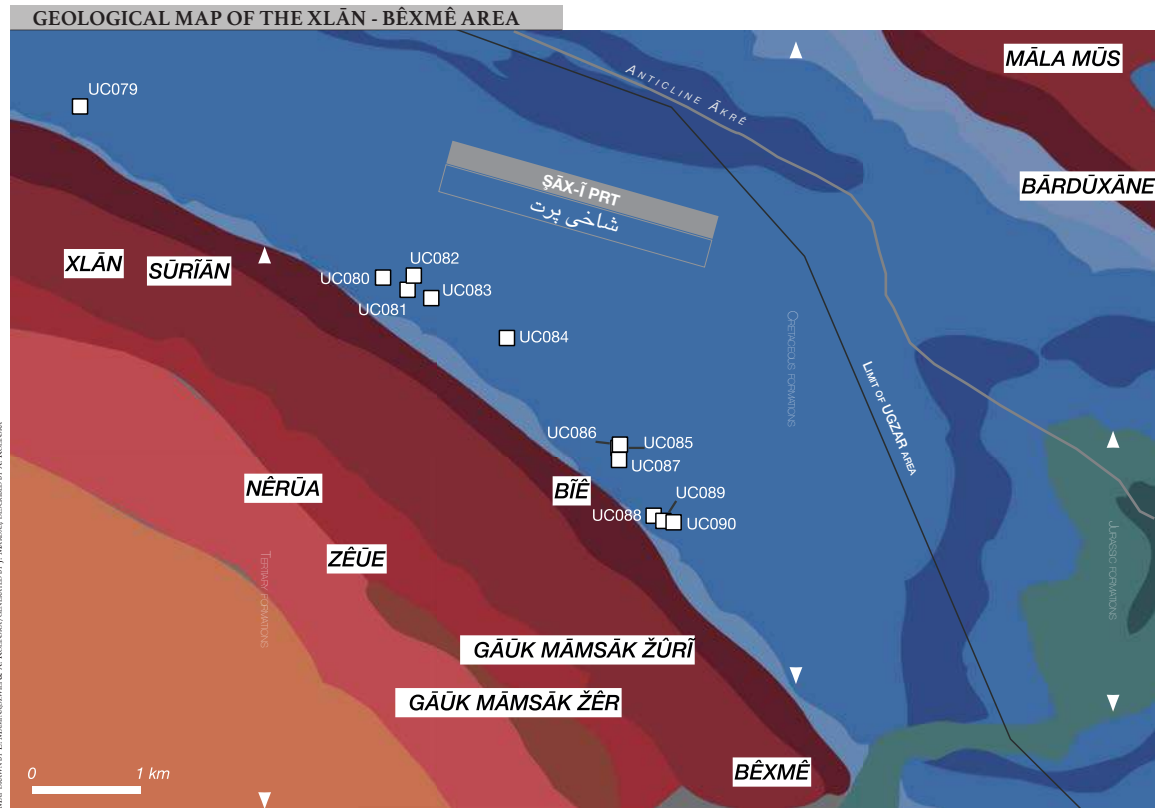 GEOLOGICAL MAP OF THE XLĀN - BÊXMÊ AREA
MĀLA MŪS
ANTICLINE ĀKRÊ
UC079
ŞĀX-Ī PRT
شاخی پرت
BĀRDŪXĀNE
XLĀN
SŪRĪĀN
UC082
UC080
UC083
UC081
UC084
CRETACEOUS FORMATIONS
LIMIT OF UGZAR AREA
UC086
UC085
UC087
NÊRŪA
BĪÊ
UC089
UC088
UC090
ZÊŪE
TERTIARY FORMATIONS
JURASSIC FORMATIONS
GĀŪK MĀMSĀK ŽŪRĪ
GĀŪK MĀMSĀK ŽÊR
BÊXMÊ
0 1 km